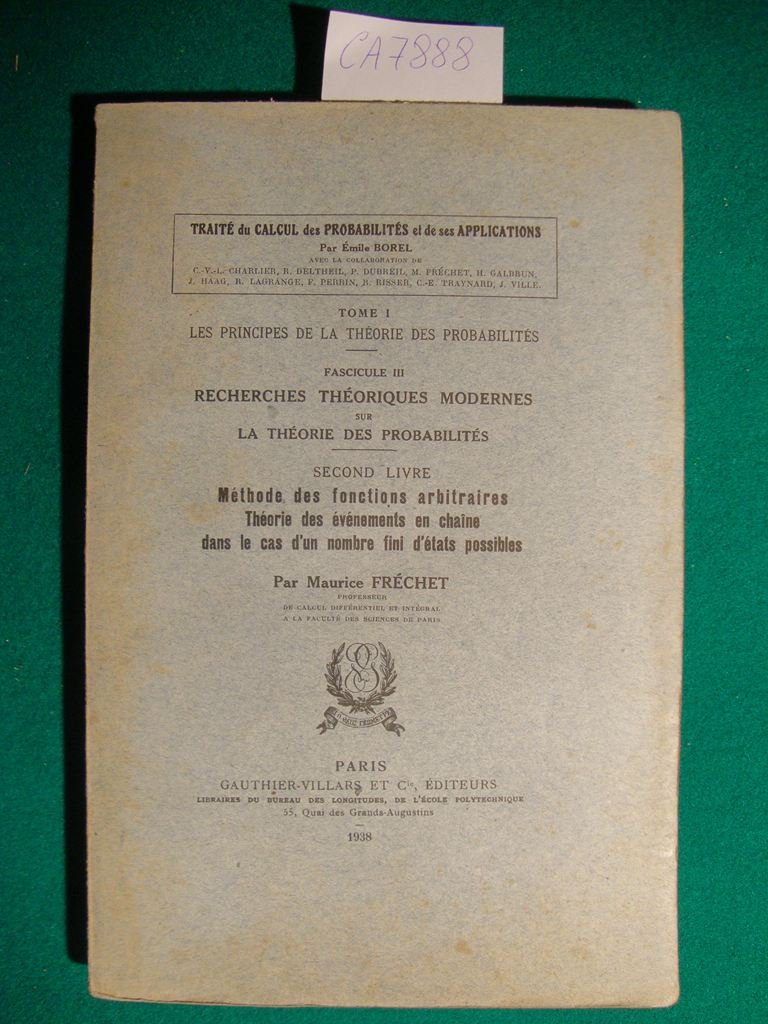 CA7888
TRAITÉ du CALCUL des PROBABILITÉS et de ses APPLICATIONS
Par Émile BOREL
AVEC LA COLLABORATION DE
C.-V.-L. CHARLIER, R. DELTHEIL, P. DUBREIL, M. FRÉCHET, H. GALBRUN,
J. HAAG, R. LAGRANGE, F. PERRIN, R. RISSER, C.-E. TRAYNARD, J. VILLE.
TOME I
LES PRINCIPES DE LA THÉORIE DES PROBABILITÉS
FASCICULE III
RECHERCHES THÉORIQUES MODERNES
SUR
LA THÉORIE DES PROBABILITÉS
SECOND LIVRE
Méthode des fonctions arbitraires
Théorie des événements en chaîne
dans le cas d'un nombre fini d'états possibles
Par Maurice FRÉCHET
PROFESSEUR
DE CALCUL DIFFÉRENTIEL ET INTÉGRAL
A LA FACULTÉ DES SCIENCES DE PARIS
PARIS
GAUTHIER-VILLARS ET Cie, ÉDITEURS
LIBRAIRES DU BUREAU DES LONGITUDES, DE L'ÉCOLE POLYTECHNIQUE
55, Quai des Grands-Augustins
1938